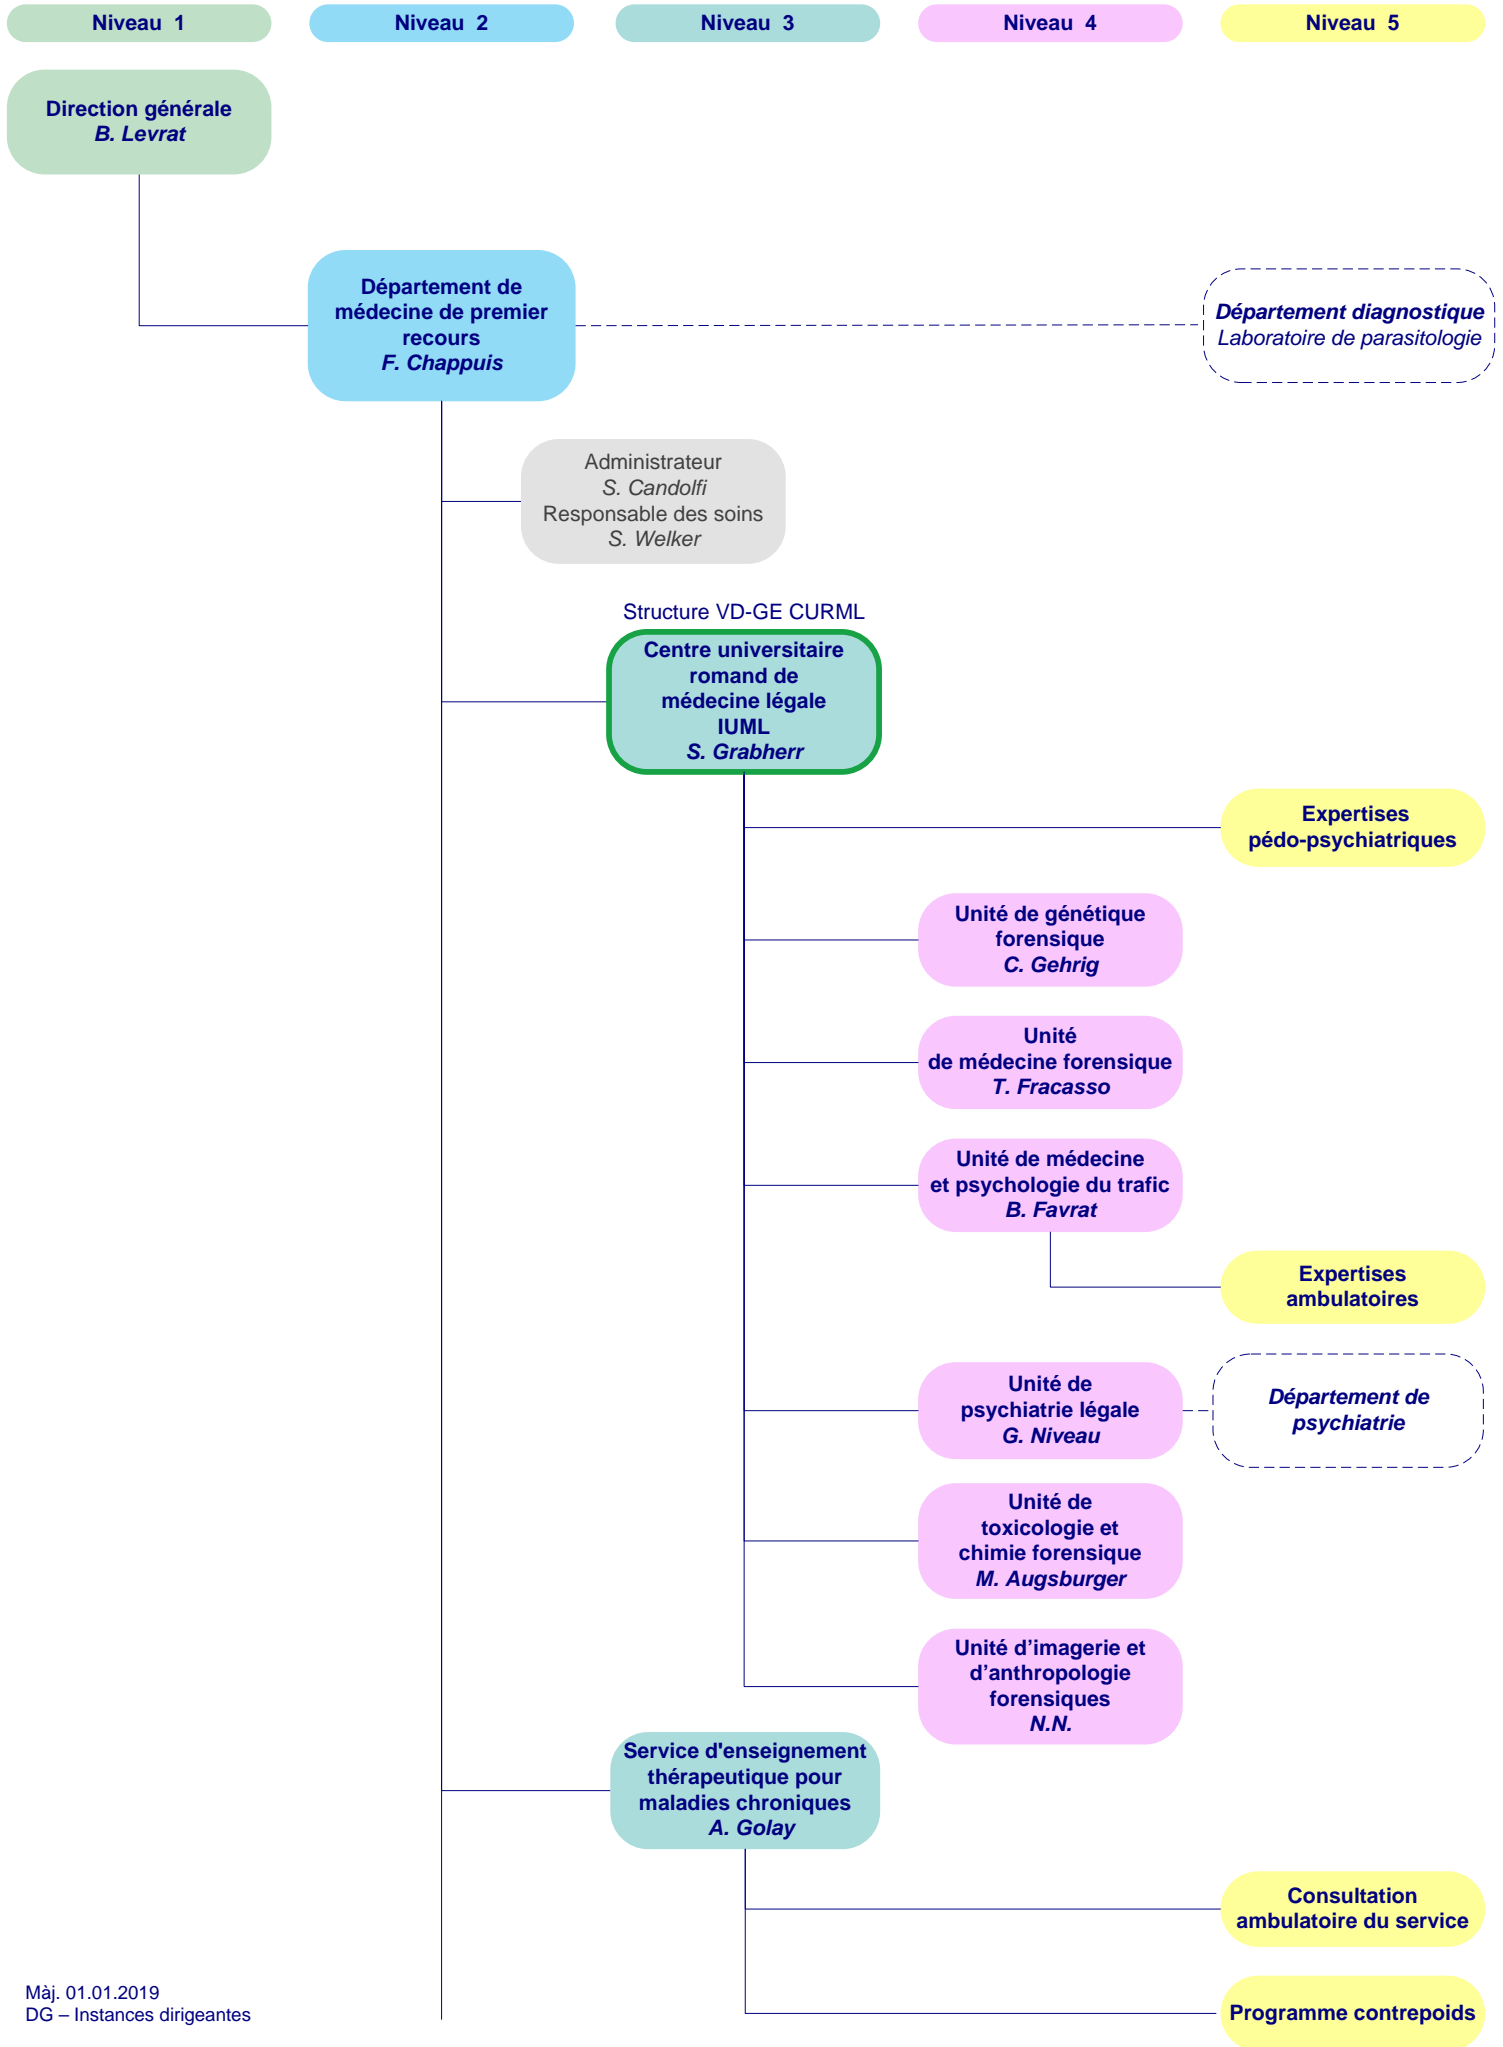 Niveau 1
Niveau 2
Niveau 3
Niveau 4
Niveau 5
Direction générale
B. Levrat
Département de
médecine de premier
recours
F. Chappuis
Département diagnostique
Laboratoire de parasitologie
Administrateur
S. Candolfi
Responsable des soins
S. Welker
Structure VD-GE CURML
Centre universitaire
romand de
médecine légale
IUML
S. Grabherr
Expertises
pédo-psychiatriques
Unité de génétique
forensique
C. Gehrig
Unité
de médecine forensique
T. Fracasso
Unité de médecine
et psychologie du trafic
B. Favrat
Expertises
ambulatoires
Unité de
psychiatrie légale
G. Niveau
Département de
psychiatrie
Unité de
toxicologie et
chimie forensique
M. Augsburger
Unité d’imagerie et
d’anthropologie
forensiques
N.N.
Service d'enseignement
thérapeutique pour
maladies chroniques
A. Golay
Consultation
ambulatoire du service
Programme contrepoids
Màj. 01.01.2019
DG – Instances dirigeantes